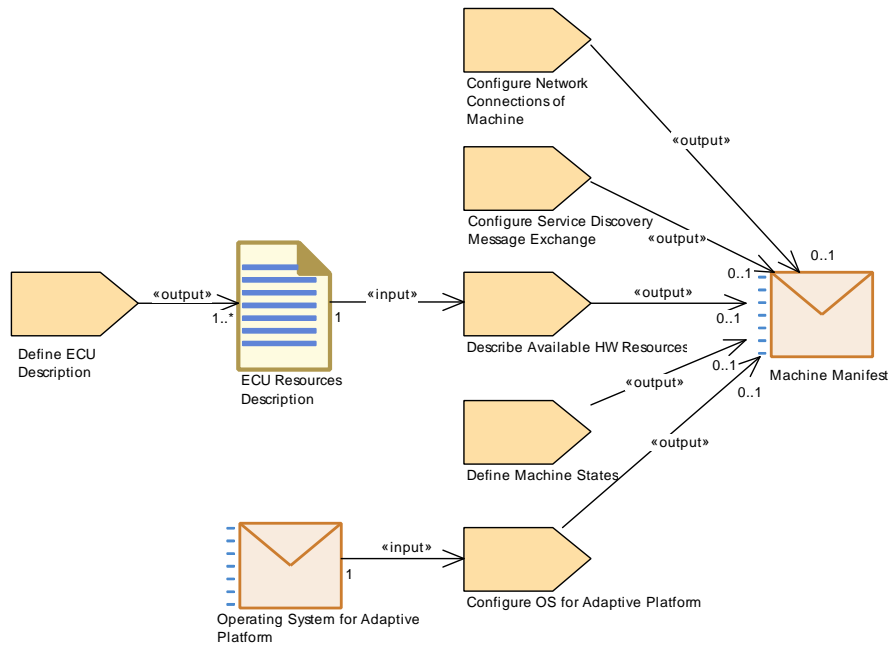 Configure Network
Connections of
Machine
«output»
Configure Service Discovery
Message Exchange
«output»
0..1
0..1
«output»
1..*
Define ECU
Description
«input»
1
ECU Resources
Description
«output»
0..1
Describe Available HW Resources
Machine Manifest
0..1
«output»
0..1
Define Machine States
«output»
«input»
1
Operating System for Adaptive
Platform
Configure OS for Adaptive Platform